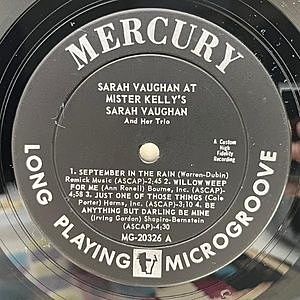 MERCURY
SARAH VAUGHAN AT
MISTER KELLY'S
SARAH VAUGHAN
And Her Trio
A Custom
High
Fidelity
Recording
1. SEPTEMBER IN THE RAIN (Warren-Dubin)
Remick Music (ASCAP)-2:45 2. WILLOW WEEP
FOR ME (Ann Ronell) Bourne, Inc. (ASCAP)-
4:58 3. JUST ONE OF THOSE THINGS (Cole
Porter) Harms, Inc. (ASCAP)-3:10 4. BE
ANYTHING BUT DARLING BE MINE
(Irving Gordon) Shapiro-Bernstein
(ASCAP)-4:30
MG-20326 A
LONG PLAYING MICROGROOVE